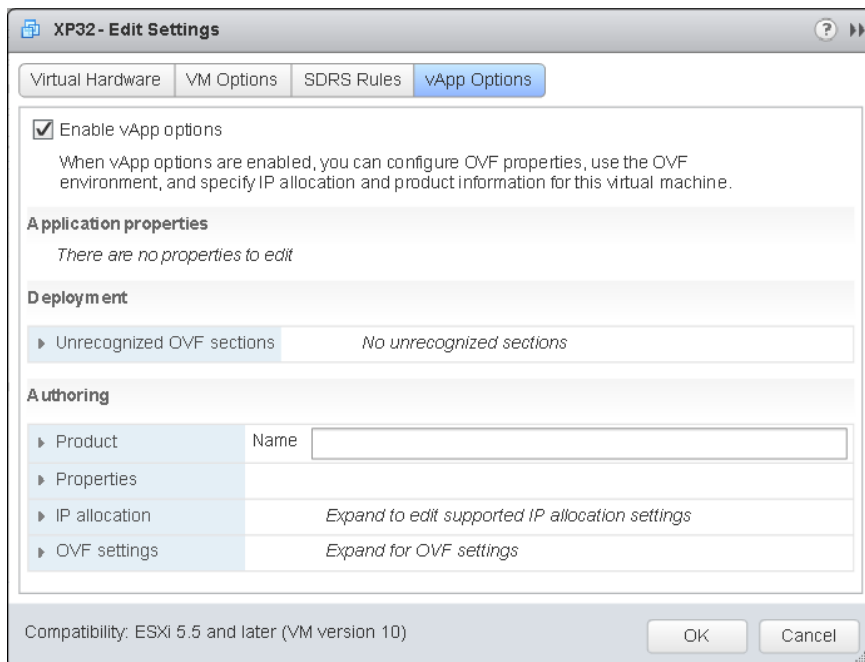 XP32 - Edit Settings ?
Virtual Hardware VM Options SDRS Rules vApp Options
Enable vApp options
When vApp options are enabled, you can configure OVF properties, use the OVF
environment, and specify IP allocation and product information for this virtual machine.
Application properties
There are no properties to edit
Deployment
Unrecognized OVF sections No unrecognized sections
Authoring
Product Name
Properties
IP allocation Expand to edit supported IP allocation settings
OVF settings Expand for OVF settings
Compatibility: ESXi 5.5 and later (VM version 10) OK Cancel